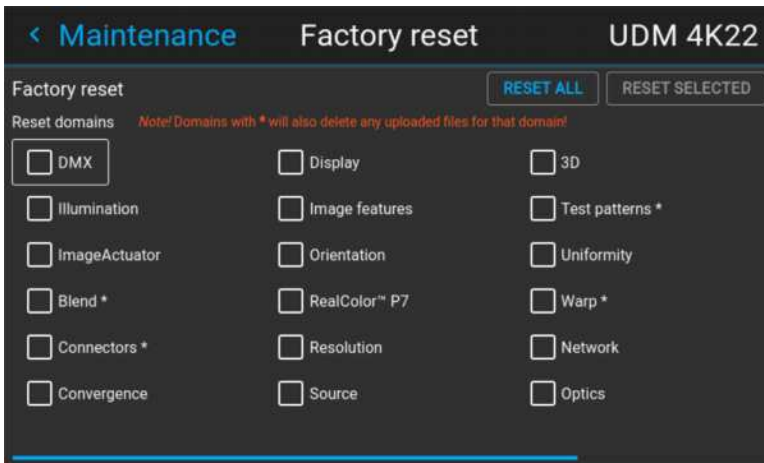 Maintenance Factory reset UDM 4K22
Factory reset RESET ALL RESET SELECTED
Reset domains Note! Domains with * will also delete any uploaded files for that domain!
DMX Display 3D
Illumination Image features Test patterns *
ImageActuator Orientation Uniformity
Blend * RealColor™ P7 Warp *
Connectors * Resolution Network
Convergence Source Optics